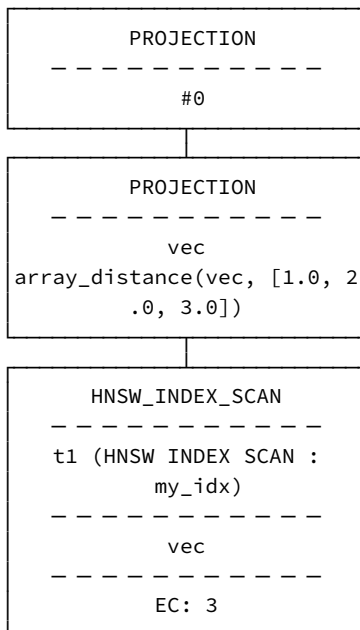 PROJECTION
#0
PROJECTION
vec
array_distance(vec, [1.0, 2
.0, 3.0])
HNSW_INDEX_SCAN
t1 (HNSW INDEX SCAN :
my_idx)
vec
EC: 3